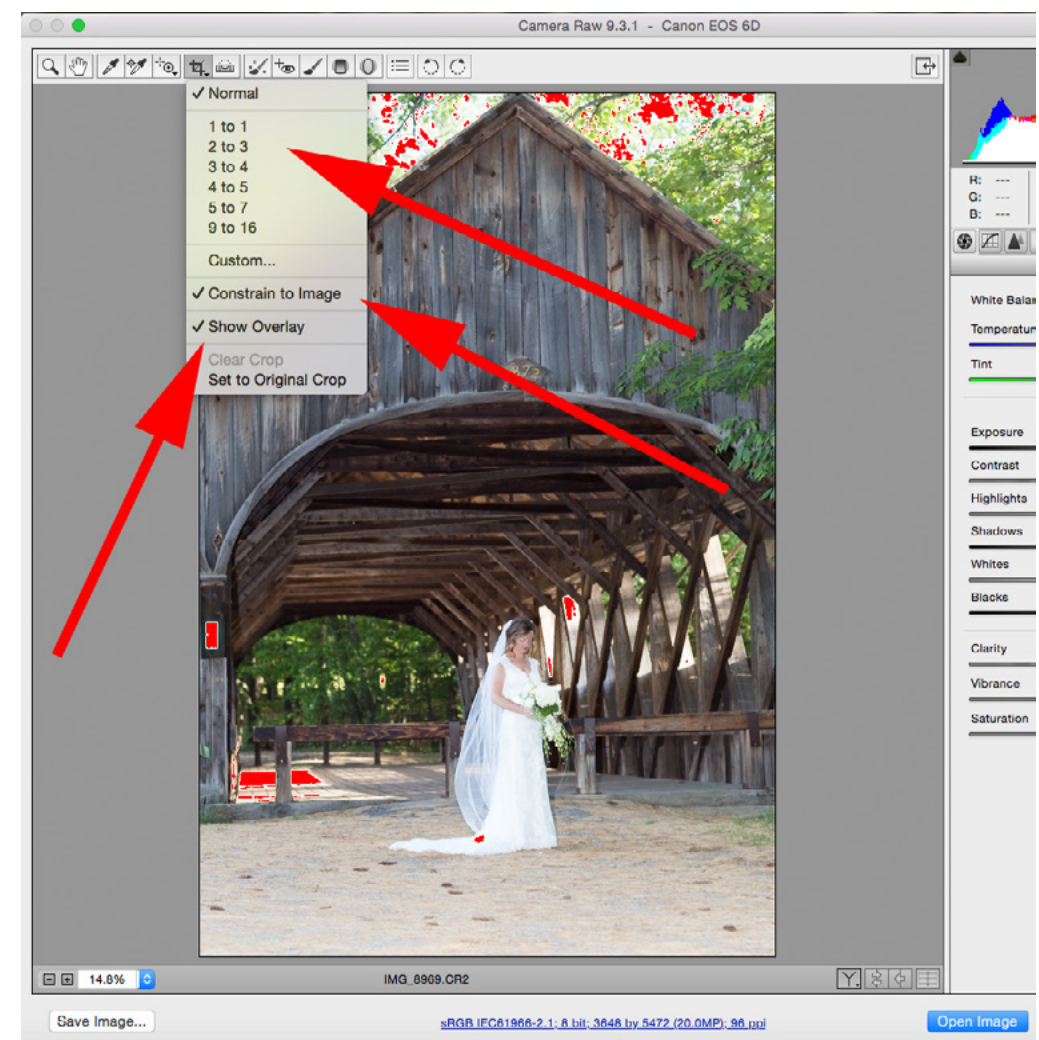 Camera Raw 9.3.1 - Canon EOS 6D
✓ Normal
1 to 1
2 to 3
3 to 4
4 to 5
5 to 7
9 to 16
Custom...
✓ Constrain to Image
✓ Show Overlay
Clear Crop
Set to Original Crop
R: ---
G: ---
B: ---
White Balan
Temperatur
Tint
Exposure
Contrast
Highlights
Shadows
Whites
Blacks
Clarity
Vibrance
Saturation
14.8%
IMG_8969.CR2
Y
Save Image...
sRGB IEC61966-2.1; 8 bit; 3648 by 5472 (20.0MP); 96 ppi
Open Image